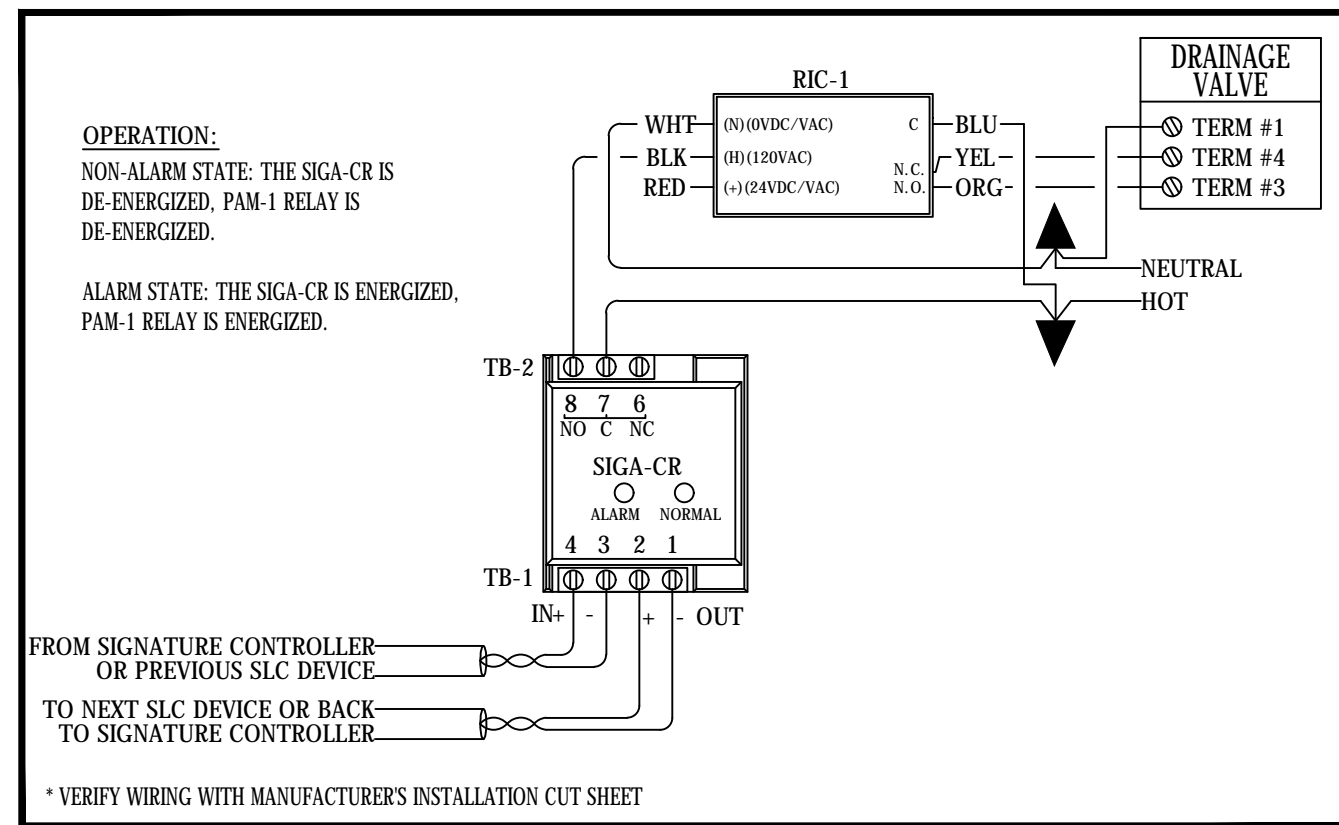 OPERATION:
NON-ALARM STATE: THE SIGA-CR IS
DE-ENERGIZED, PAM-1 RELAY IS
DE-ENERGIZED.
ALARM STATE: THE SIGA-CR IS ENERGIZED,
PAM-1 RELAY IS ENERGIZED.
RIC-1
WHT (N)(0VDC/VAC) C BLU
BLK (H)(120VAC) N.C. YEL
RED (+)(24VDC/VAC) N.O. ORG
DRAINAGE
VALVE
TERM #1
TERM #4
TERM #3
NEUTRAL
HOT
TB-2
8 7 6
NO C NC
SIGA-CR
ALARM NORMAL
4 3 2 1
TB-1
IN+ - + - OUT
FROM SIGNATURE CONTROLLER
OR PREVIOUS SLC DEVICE
TO NEXT SLC DEVICE OR BACK
TO SIGNATURE CONTROLLER
* VERIFY WIRING WITH MANUFACTURER'S INSTALLATION CUT SHEET